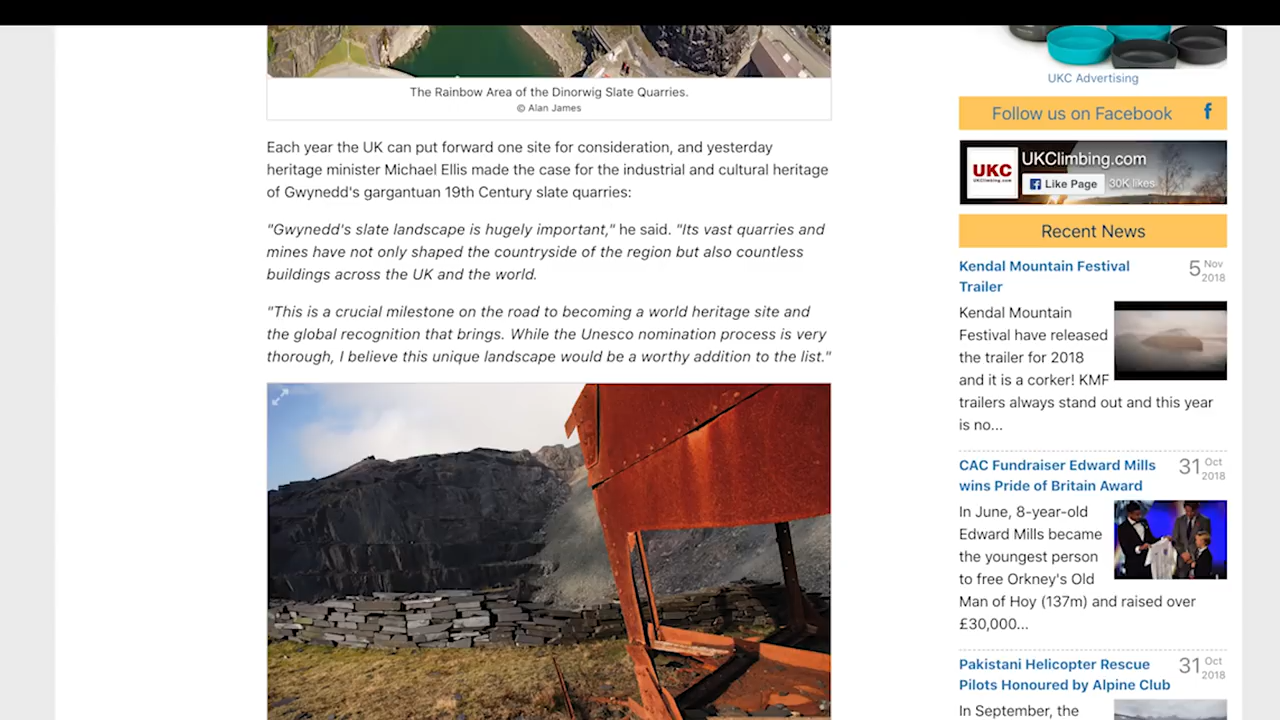 The Rainbow Area of the Dinorwig Slate Quarries.
© Alan James
Each year the UK can put forward one site for consideration, and yesterday
heritage minister Michael Ellis made the case for the industrial and cultural heritage
of Gwynedd's gargantuan 19th Century slate quarries:
"Gwynedd's slate landscape is hugely important," he said. "Its vast quarries and
mines have not only shaped the countryside of the region but also countless
buildings across the UK and the world.
"This is a crucial milestone on the road to becoming a world heritage site and
the global recognition that brings. While the Unesco nomination process is very
thorough, I believe this unique landscape would be a worthy addition to the list."
UKC Advertising
Follow us on Facebook f
UKC
UKClimbing.com
UKClimbing.com
f Like Page 30K likes
Recent News
Kendal Mountain Festival
Trailer
5 Nov
2018
Kendal Mountain
Festival have released
the trailer for 2018
and it is a corker! KMF
trailers always stand out and this year
is no...
CAC Fundraiser Edward Mills
wins Pride of Britain Award
31 Oct
2018
In June, 8-year-old
Edward Mills became
the youngest person
to free Orkney's Old
Man of Hoy (137m) and raised over
£30,000...
Pakistani Helicopter Rescue
Pilots Honoured by Alpine Club
31 Oct
2018
In September, the